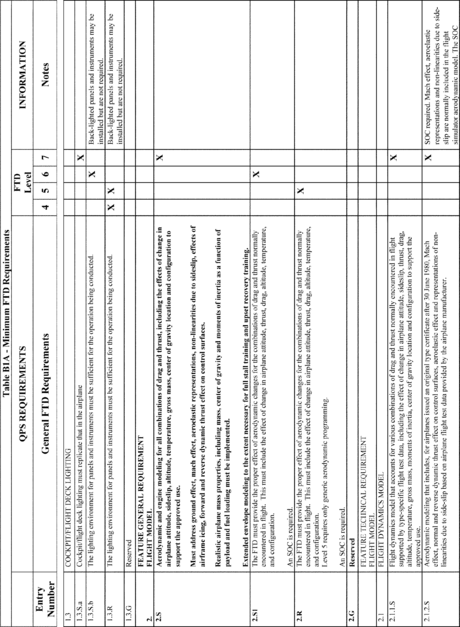 Table B1A - Minimum FTD Requirements
QPS REQUIREMENTS
FTD
Level
INFORMATION
Entry
Number
General FTD Requirements
4
5
6
7
Notes
1.3
COCKPIT/FLIGHT DECK LIGHTING
1.3.S.a
Cockpit/flight deck lighting must replicate that in the airplane
X
1.3.S.b
The lighting environment for panels and instruments must be sufficient for the operation being conducted.
X
Back-lighted panels and instruments may be
installed but are not required.
1.3.R
The lighting environment for panels and instruments must be sufficient for the operation being conducted.
X
X
Back-lighted panels and instruments may be
installed but are not required.
1.3.G
Reserved
FEATURE GENERAL REQUIREMENT
2.
FLIGHT MODEL
2.S
Aerodynamic and engine modeling for all combinations of drag and thrust, including the effects of change in
airplane attitude, sideslip, altitude, temperature, gross mass, center of gravity location and configuration to
support the approved use.
X
Must address ground effect, mach effect, aeroelastic representations, non-linearities due to sideslip, effects of
airframe icing, forward and reverse dynamic thrust effect on control surfaces.
Realistic airplane mass properties, including mass, center of gravity and moments of inertia as a function of
payload and fuel loading must be implemented.
Extended envelope modeling to the extent necessary for full stall training and upset recovery training.
2.S1
The FTD must provide the proper effect of aerodynamic changes for the combinations of drag and thrust normally
encountered in flight. This must include the effect of change in airplane attitude, thrust, drag, altitude, temperature,
and configuration.
X
An SOC is required.
2.R
The FTD must provide the proper effect of aerodynamic changes for the combinations of drag and thrust normally
encountered in flight. This must include the effect of change in airplane attitude, thrust, drag, altitude, temperature,
and configuration.
X
Level 5 requires only generic aerodynamic programming.
An SOC is required.
2.G
Reserved
FEATURE TECHNICAL REQUIREMENT
FLIGHT MODEL
2.1
FLIGHT DYNAMICS MODEL
2.1.1.S
Flight dynamics model that accounts for various combinations of drag and thrust normally encountered in flight
supported by type-specific flight test data, including the effect of change in airplane attitude, sideslip, thrust, drag,
altitude, temperature, gross mass, moments of inertia, center of gravity location and configuration to support the
approved use.
X
2.1.2.S
Aerodynamic modeling that includes, for airplanes issued an original type certificate after 30 June 1980, Mach
effect, normal and reverse dynamic thrust effect on control surfaces, aeroelastic effect and representations of non-
linearities due to side-slip based on airplane flight test data provided by the airplane manufacturer.
X
SOC required. Mach effect, aeroelastic
representations and non-linearities due to side-
slip are normally included in the flight
simulator aerodynamic model. The SOC